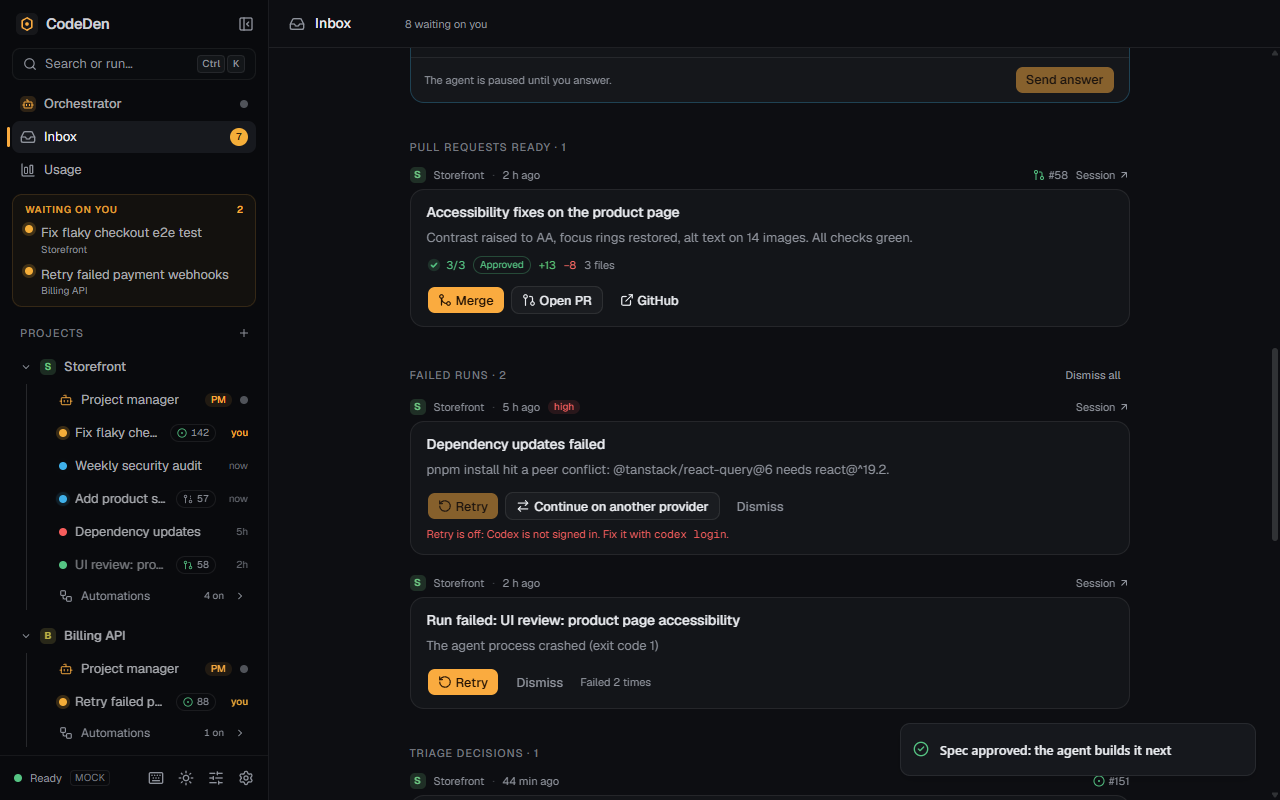 CodeDen
Search or run… Ctrl K
Orchestrator
Inbox 7
Usage
WAITING ON YOU 2
Fix flaky checkout e2e test
Storefront
Retry failed payment webhooks
Billing API
PROJECTS
S Storefront
Project manager PM
Fix flaky che… 142 you
Weekly security audit now
Add product s… 57 now
Dependency updates 5h
UI review: pro… 58 2h
Automations 4 on
B Billing API
Project manager PM
Retry failed p… 88 you
Automations 1 on
Ready MOCK
Inbox 8 waiting on you
The agent is paused until you answer. Send answer
PULL REQUESTS READY · 1
S Storefront · 2 h ago #58 Session ↗
Accessibility fixes on the product page
Contrast raised to AA, focus rings restored, alt text on 14 images. All checks green.
3/3 Approved +13 −8 3 files
Merge Open PR GitHub
FAILED RUNS · 2 Dismiss all
S Storefront · 5 h ago high Session ↗
Dependency updates failed
pnpm install hit a peer conflict: @tanstack/react-query@6 needs react@^19.2.
Retry Continue on another provider Dismiss
Retry is off: Codex is not signed in. Fix it with codex login.
S Storefront · 2 h ago Session ↗
Run failed: UI review: product page accessibility
The agent process crashed (exit code 1)
Retry Dismiss Failed 2 times
TRIAGE DECISIONS · 1
S Storefront · 44 min ago #151
Spec approved: the agent builds it next